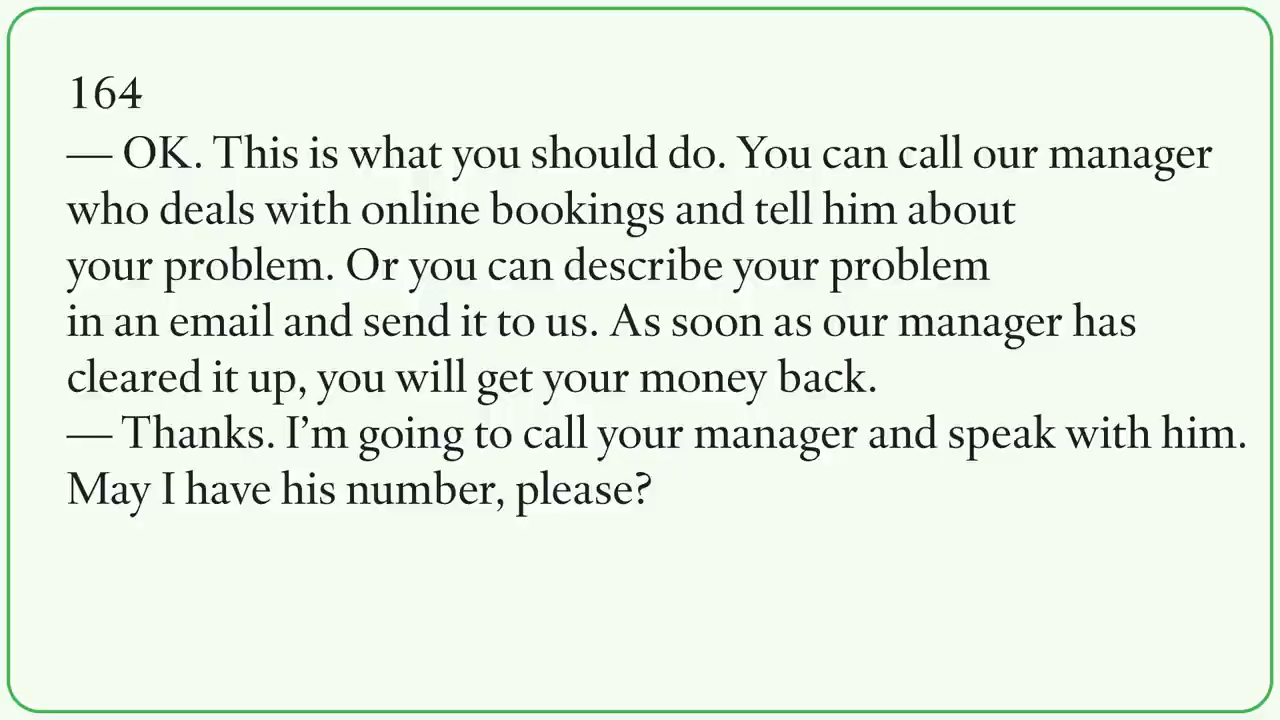 164
— OK. This is what you should do. You can call our manager
who deals with online bookings and tell him about
your problem. Or you can describe your problem
in an email and send it to us. As soon as our manager has
cleared it up, you will get your money back.
— Thanks. I’m going to call your manager and speak with him.
May I have his number, please?